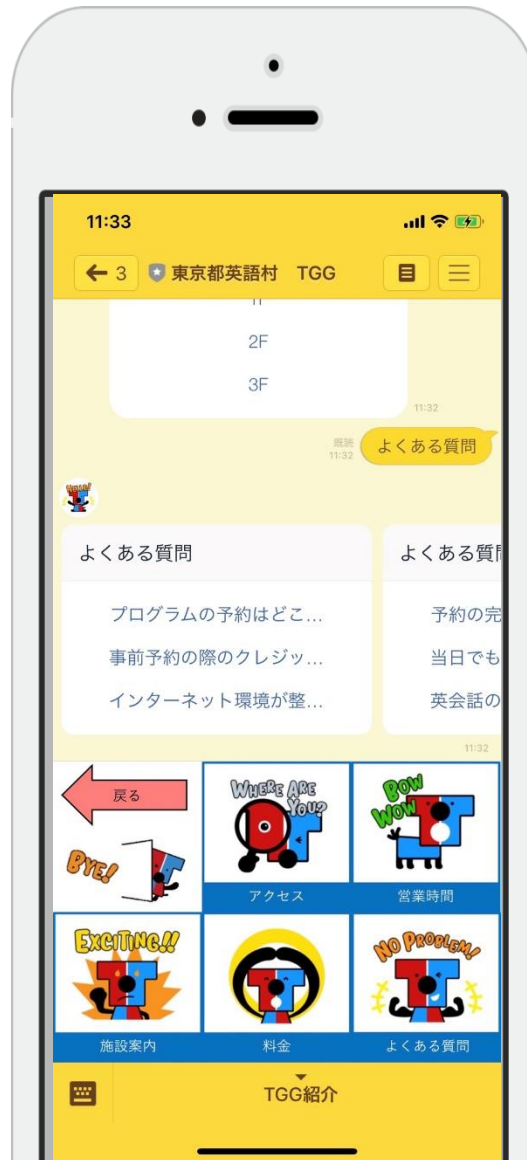 11:33
3 東京都英語村 TGG
1F
2F
3F
11:32
既読
11:32
よくある質問
HELLO!
よくある質問
よくある質問
プログラムの予約はどこ...
予約の完
事前予約の際のクレジッ...
当日でも
インターネット環境が整...
英会話の
11:32
戻る
BYE!
WHERE ARE YOU?
アクセス
BOW WOW
営業時間
EXCITING!!
施設案内
料金
NO PROBLEM!
よくある質問
TGG紹介